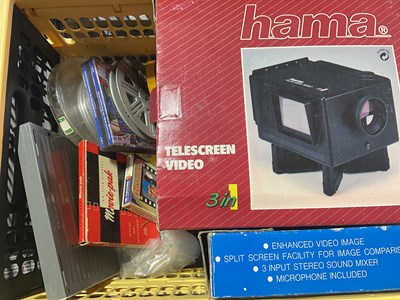 hama®
TELESCREEN
VIDEO
3in1
Movie-pak
ENHANCED VIDEO IMAGE
SPLIT SCREEN FACILITY FOR IMAGE COMPARIS
3 INPUT STEREO SOUND MIXER
MICROPHONE INCLUDED